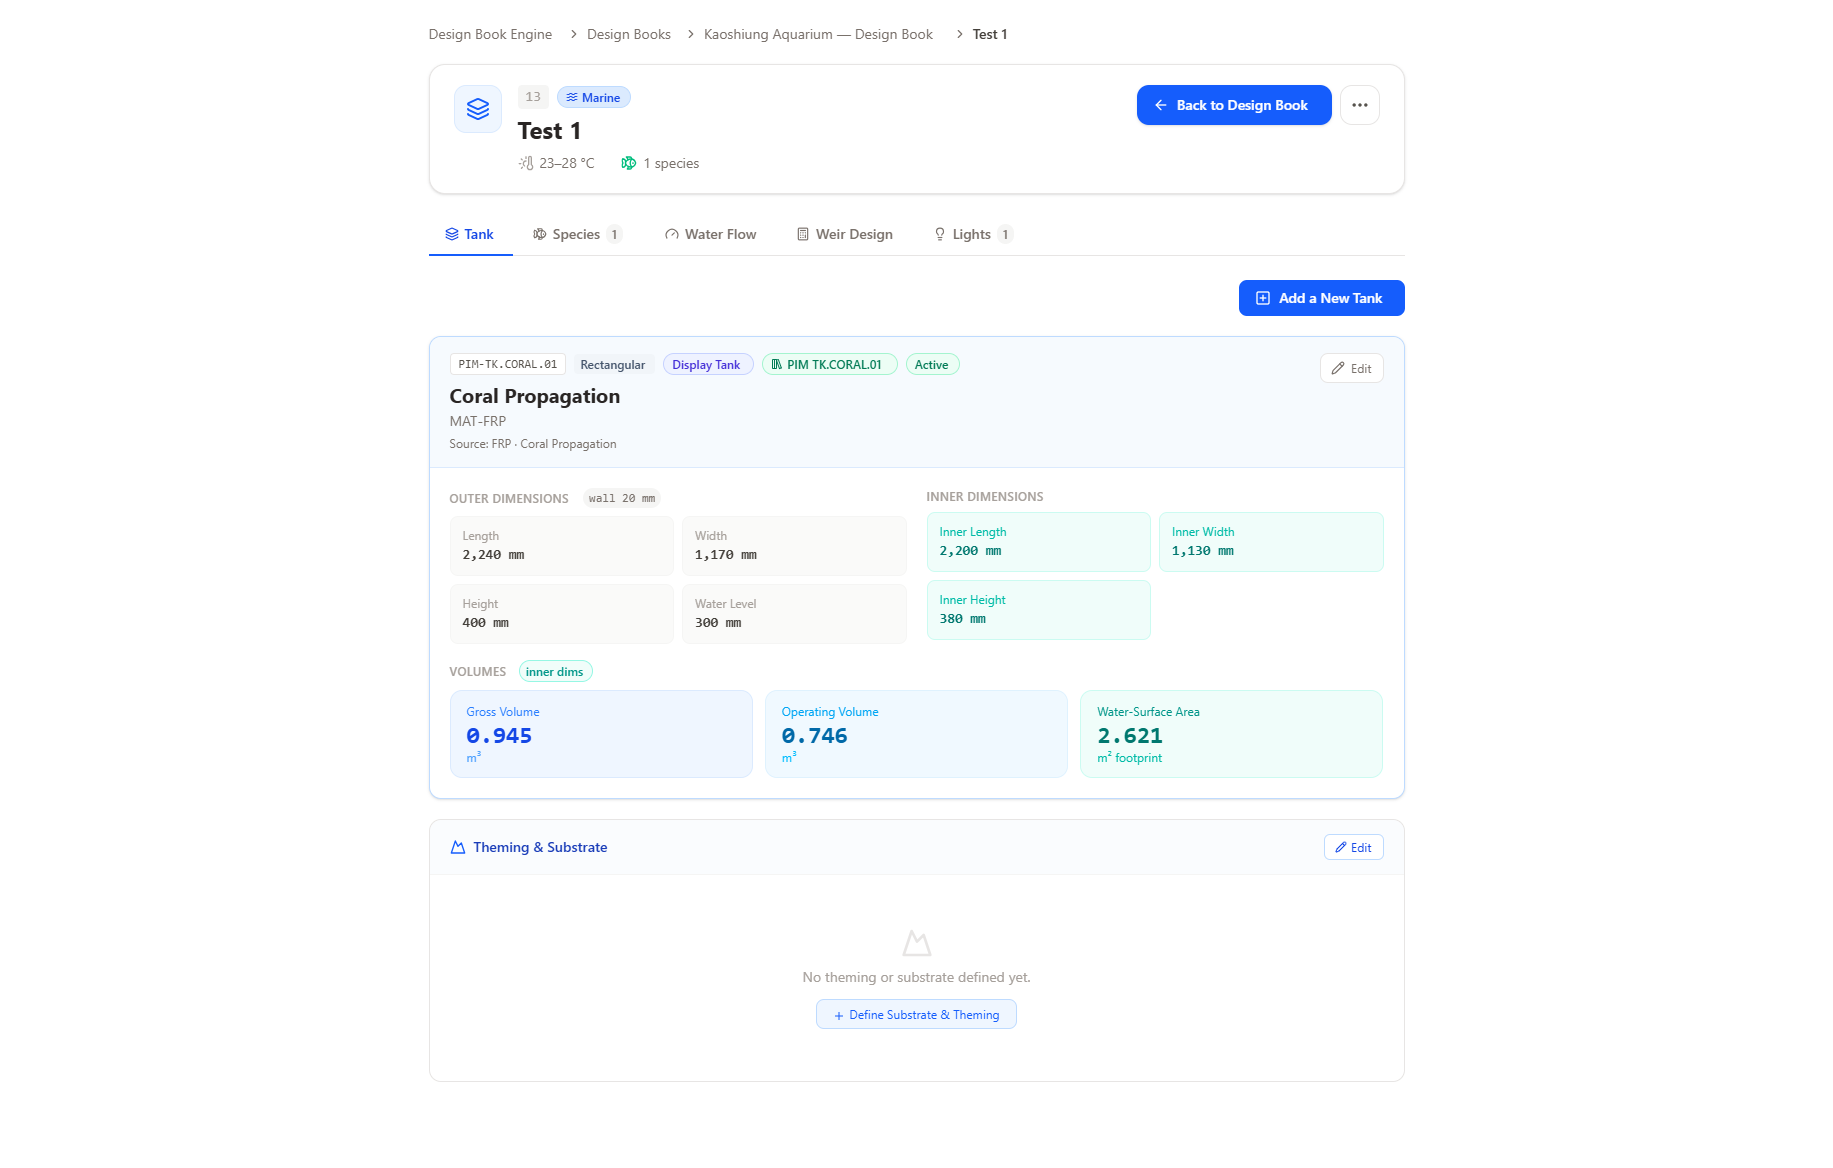 Design Book Engine > Design Books > Kaoshiung Aquarium — Design Book > Test 1
13 Marine
Test 1
23–28 °C 1 species
Back to Design Book
Tank Species 1 Water Flow Weir Design Lights 1
Add a New Tank
PIM-TK.CORAL.01 Rectangular Display Tank PIM TK.CORAL.01 Active
Edit
Coral Propagation
MAT-FRP
Source: FRP · Coral Propagation
OUTER DIMENSIONS wall 20 mm
Length
2,240 mm
Width
1,170 mm
Height
400 mm
Water Level
300 mm
INNER DIMENSIONS
Inner Length
2,200 mm
Inner Width
1,130 mm
Inner Height
380 mm
VOLUMES inner dims
Gross Volume
0.945
m³
Operating Volume
0.746
m³
Water-Surface Area
2.621
m² footprint
Theming & Substrate
Edit
No theming or substrate defined yet.
+ Define Substrate & Theming